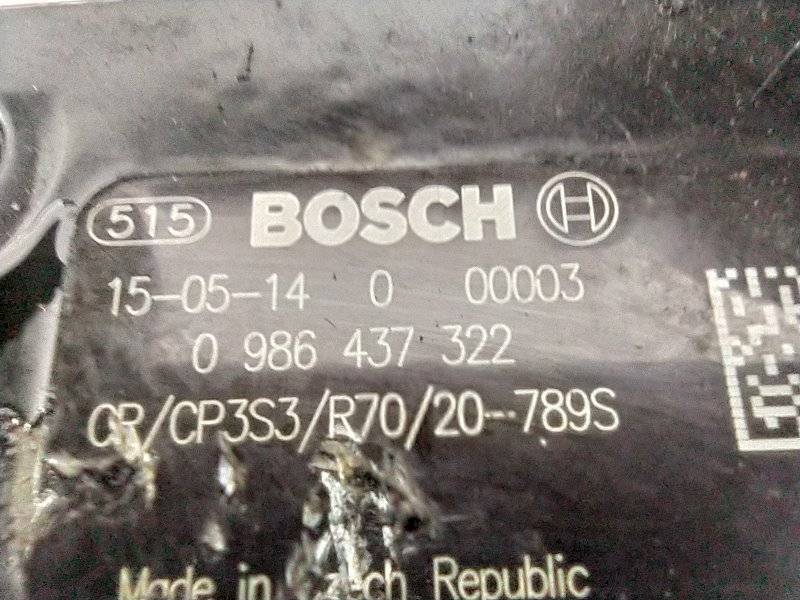 515 BOSCH
15-05-14 0 00003
0 986 437 322
CR/CP3S3/R70/20-789S
Made in Czech Republic